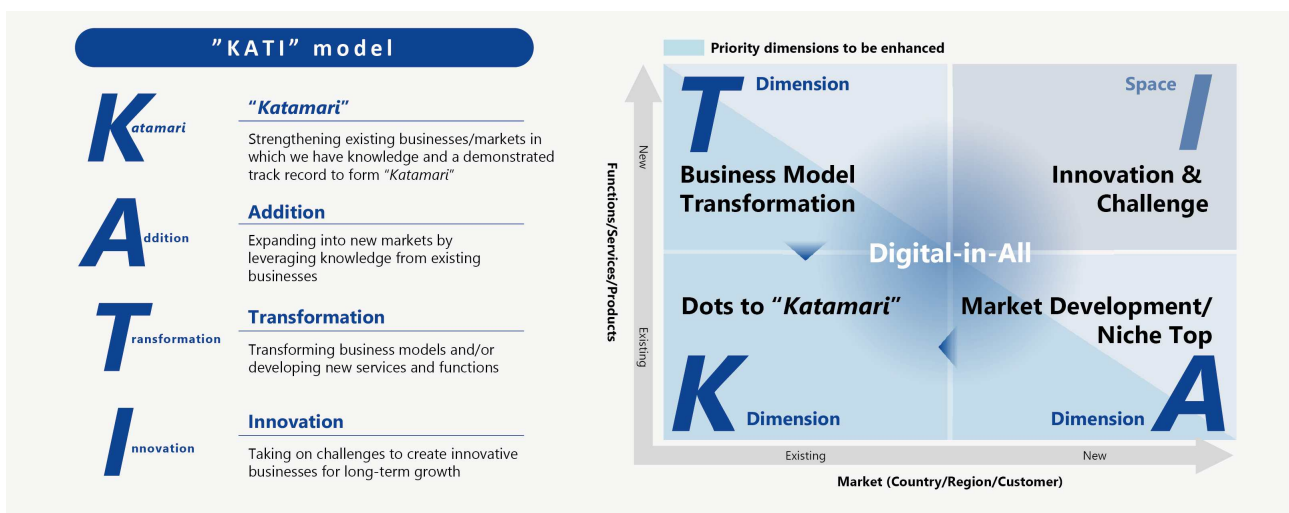 "KATI" model
Katamari
"Katamari"
Strengthening existing businesses/markets in
which we have knowledge and a demonstrated
track record to form "Katamari"
Addition
Addition
Expanding into new markets by
leveraging knowledge from existing
businesses
Transformation
Transformation
Transforming business models and/or
developing new services and functions
Innovation
Innovation
Taking on challenges to create innovative
businesses for long-term growth
Priority dimensions to be enhanced
Functions/Services/Products
New
Existing
T Dimension
Business Model
Transformation
Space I
Innovation &
Challenge
Digital-in-All
Dots to "Katamari"
K Dimension
Market Development/
Niche Top
Dimension A
Existing
New
Market (Country/Region/Customer)